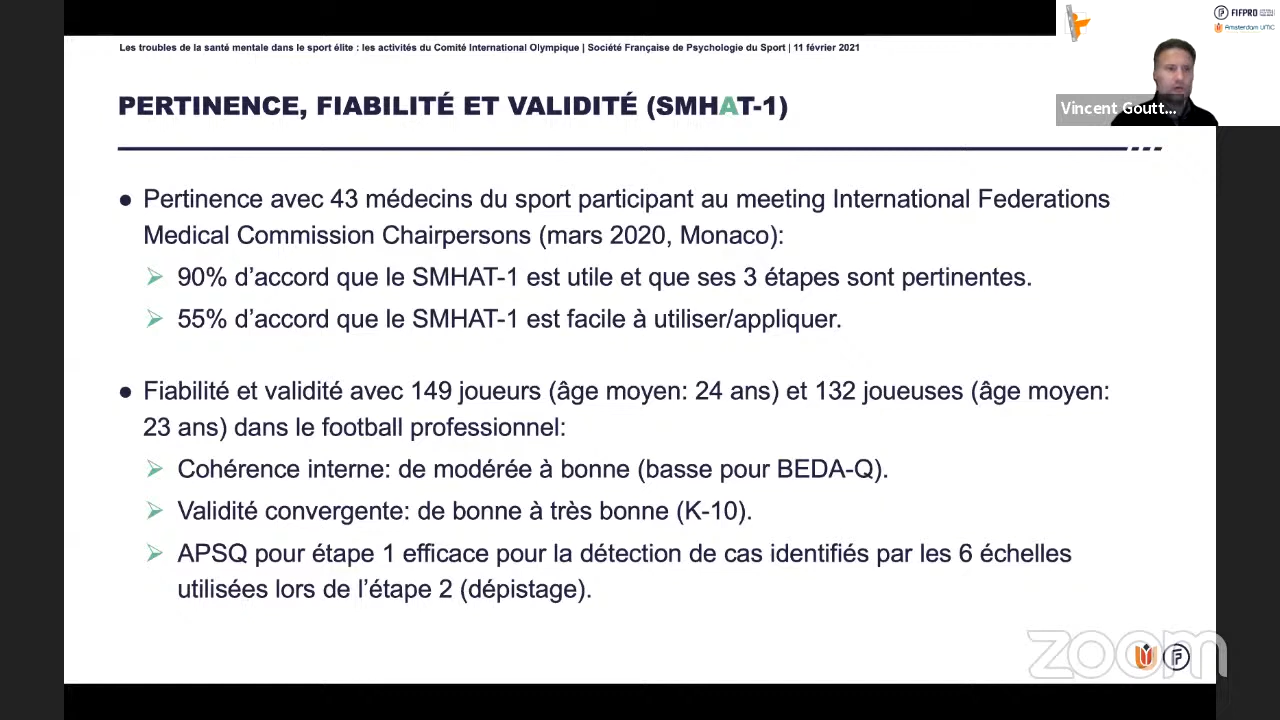 FIFPRO
Amsterdam UMC
Les troubles de la santé mentale dans le sport élite : les activités du Comité International Olympique | Société Française de Psychologie du Sport | 11 février 2021
PERTINENCE, FIABILITÉ ET VALIDITÉ (SMHAT-1)
Vincent Goutt...
● Pertinence avec 43 médecins du sport participant au meeting International Federations
Medical Commission Chairpersons (mars 2020, Monaco):
➢ 90% d’accord que le SMHAT-1 est utile et que ses 3 étapes sont pertinentes.
➢ 55% d’accord que le SMHAT-1 est facile à utiliser/appliquer.
● Fiabilité et validité avec 149 joueurs (âge moyen: 24 ans) et 132 joueuses (âge moyen:
23 ans) dans le football professionnel:
➢ Cohérence interne: de modérée à bonne (basse pour BEDA-Q).
➢ Validité convergente: de bonne à très bonne (K-10).
➢ APSQ pour étape 1 efficace pour la détection de cas identifiés par les 6 échelles
utilisées lors de l’étape 2 (dépistage).
zoom